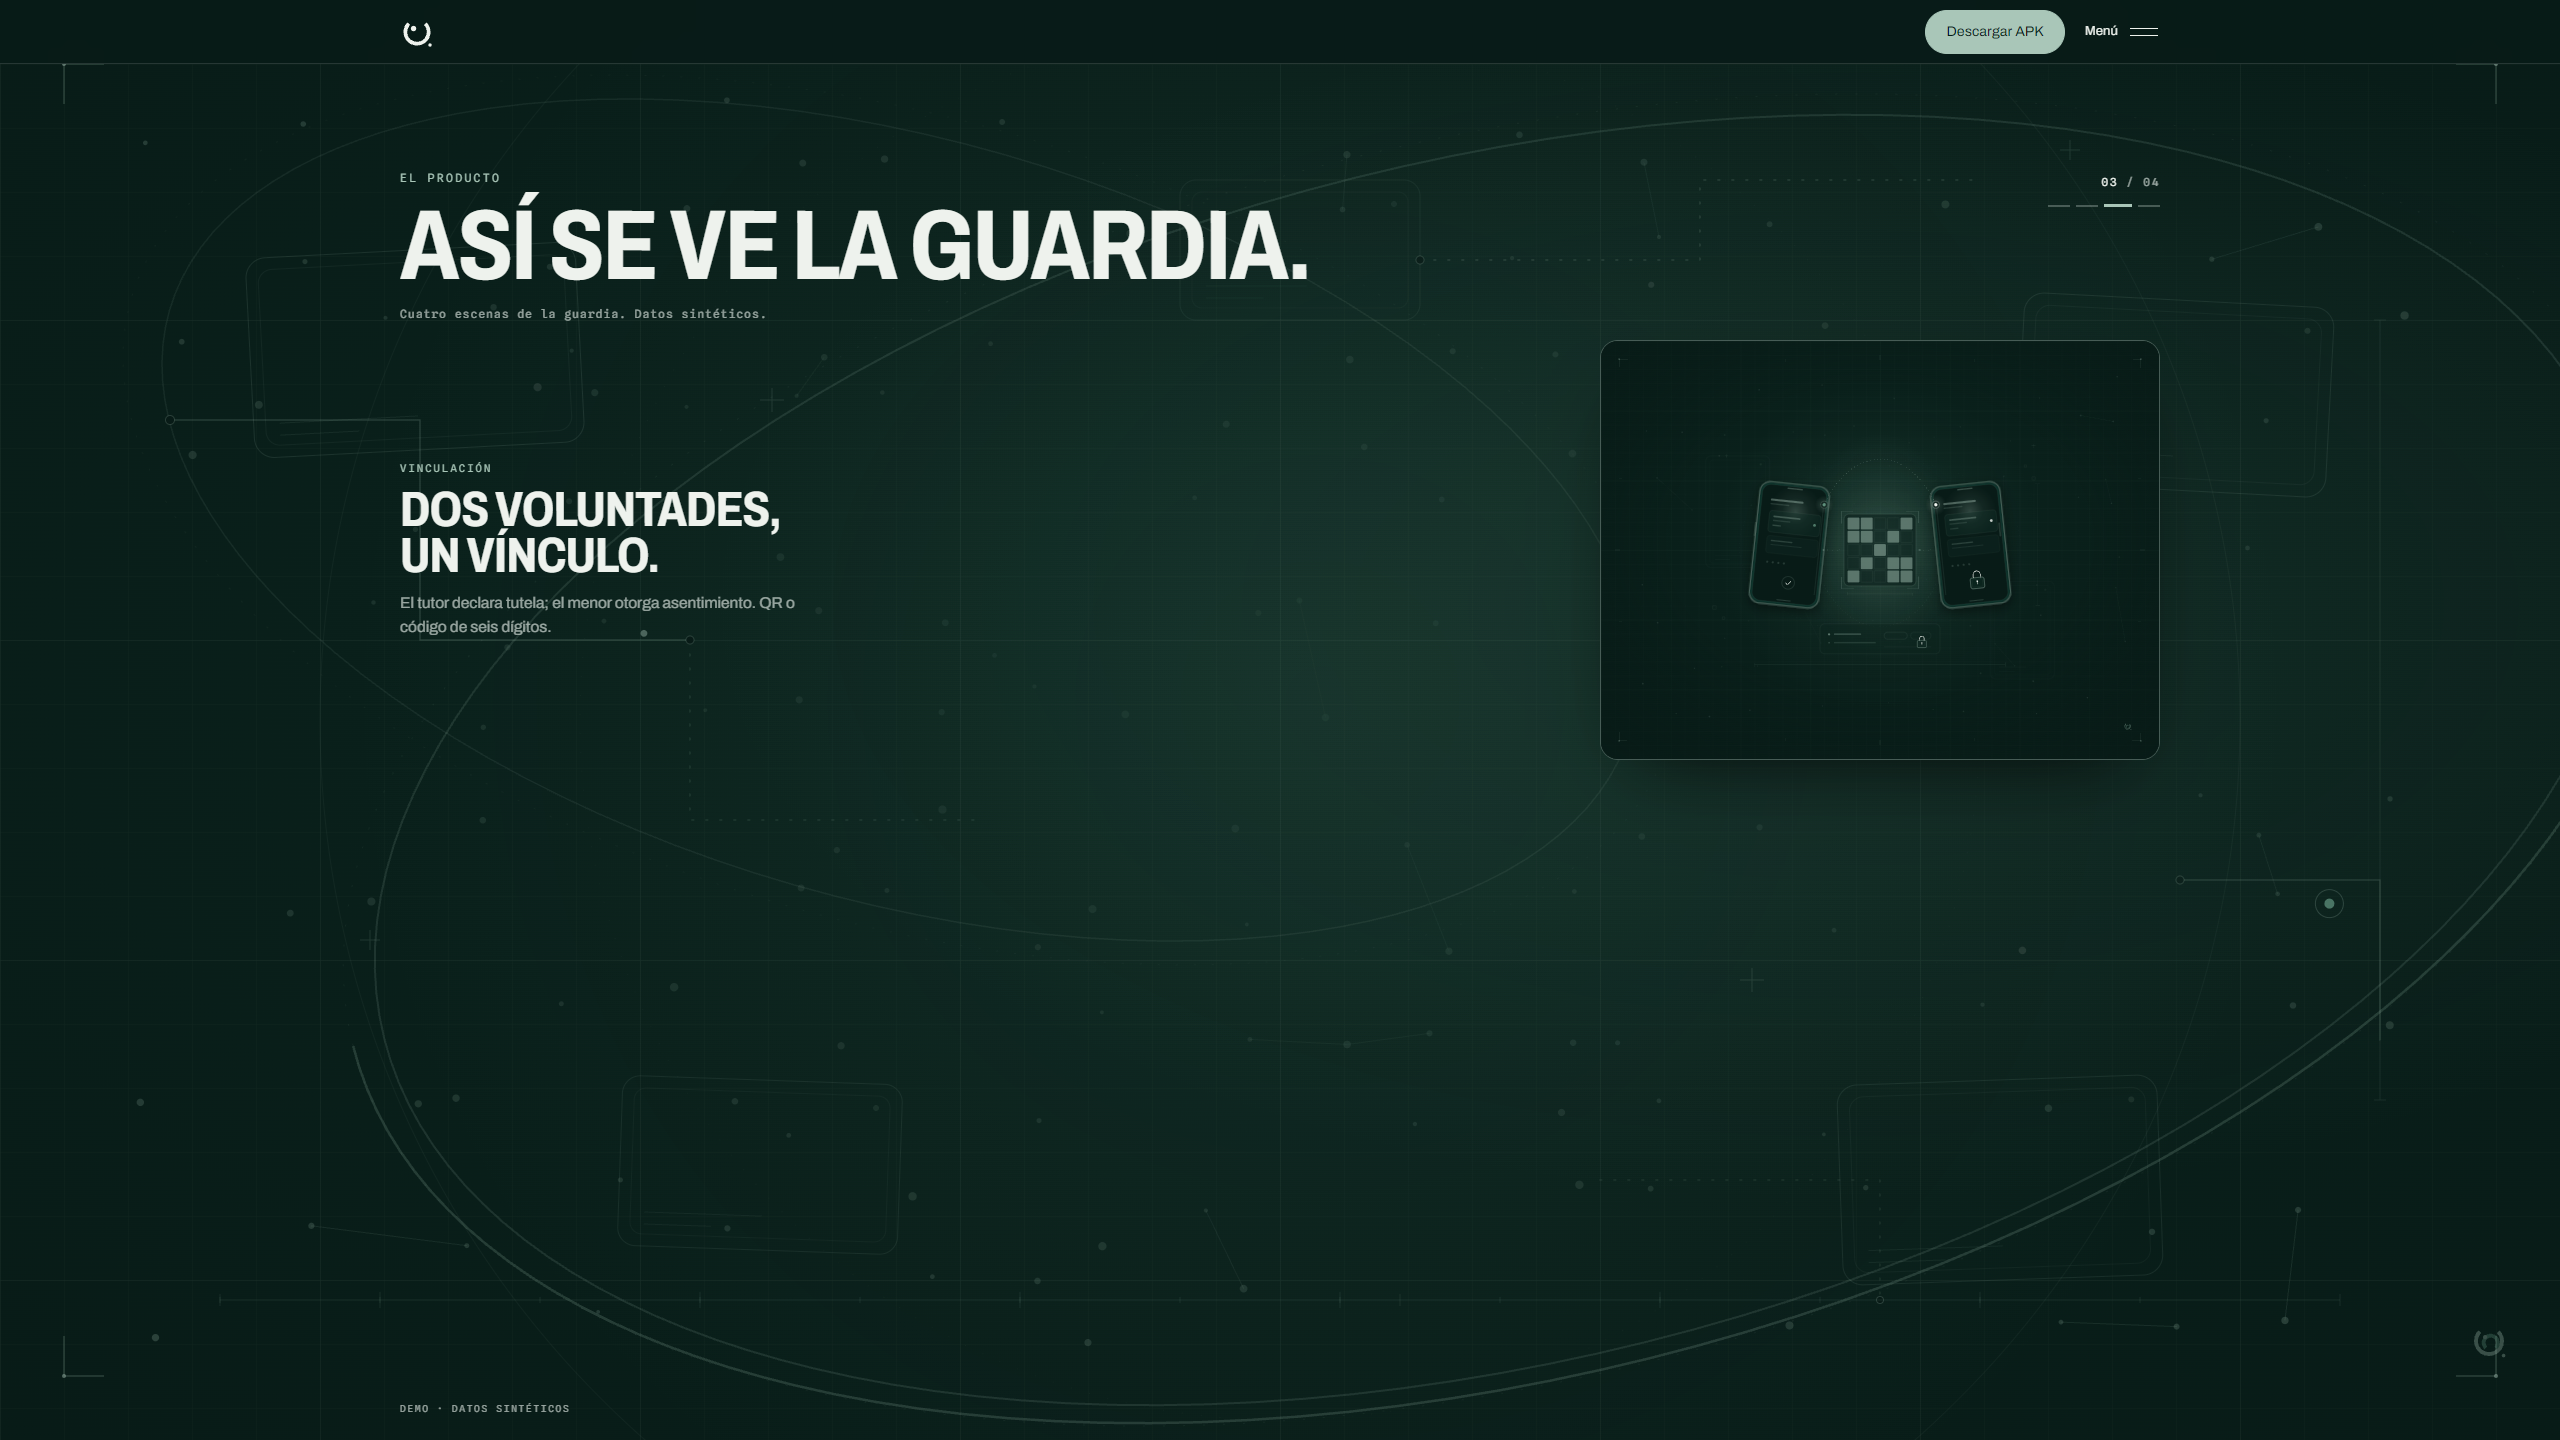 Descargar APK
Menú
EL PRODUCTO
03 / 04
ASÍ SE VE LA GUARDIA.
Cuatro escenas de la guardia. Datos sintéticos.
VINCULACIÓN
DOS VOLUNTADES,
UN VÍNCULO.
El tutor declara tutela; el menor otorga asentimiento. QR o
código de seis dígitos.
DEMO · DATOS SINTÉTICOS